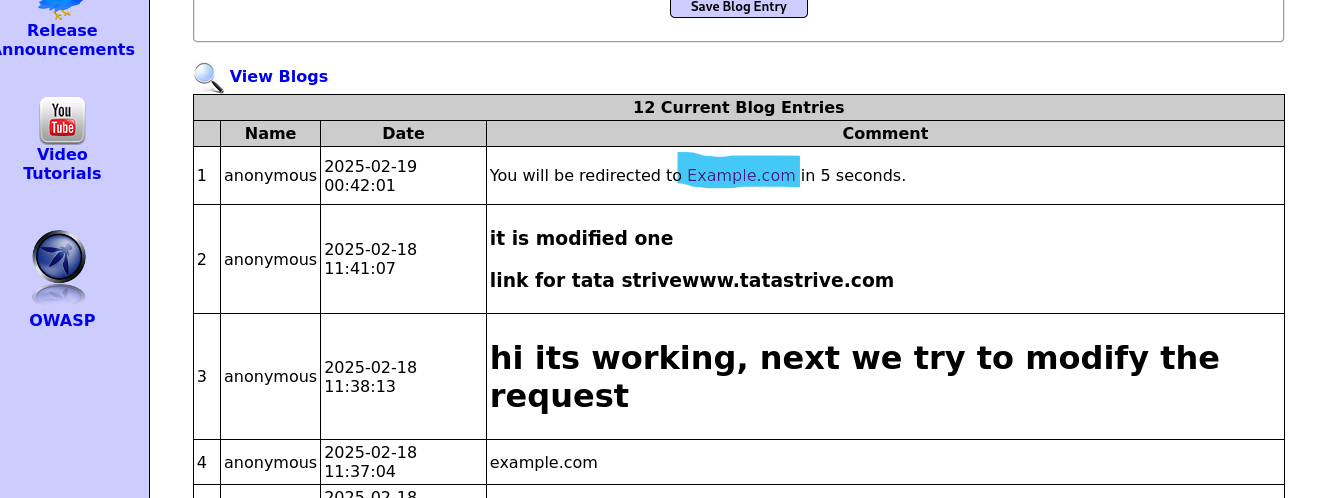 Save Blog Entry
Release
Announcements
View Blogs
12 Current Blog Entries
Name Date Comment
You
Tube
Video
Tutorials
1 anonymous 2025-02-19
00:42:01
You will be redirected to Example.com in 5 seconds.
2 anonymous 2025-02-18
11:41:07
it is modified one
link for tata strivewww.tatastrive.com
OWASP
3 anonymous 2025-02-18
11:38:13
hi its working, next we try to modify the
request
4 anonymous 2025-02-18
11:37:04
example.com
2025-02-18